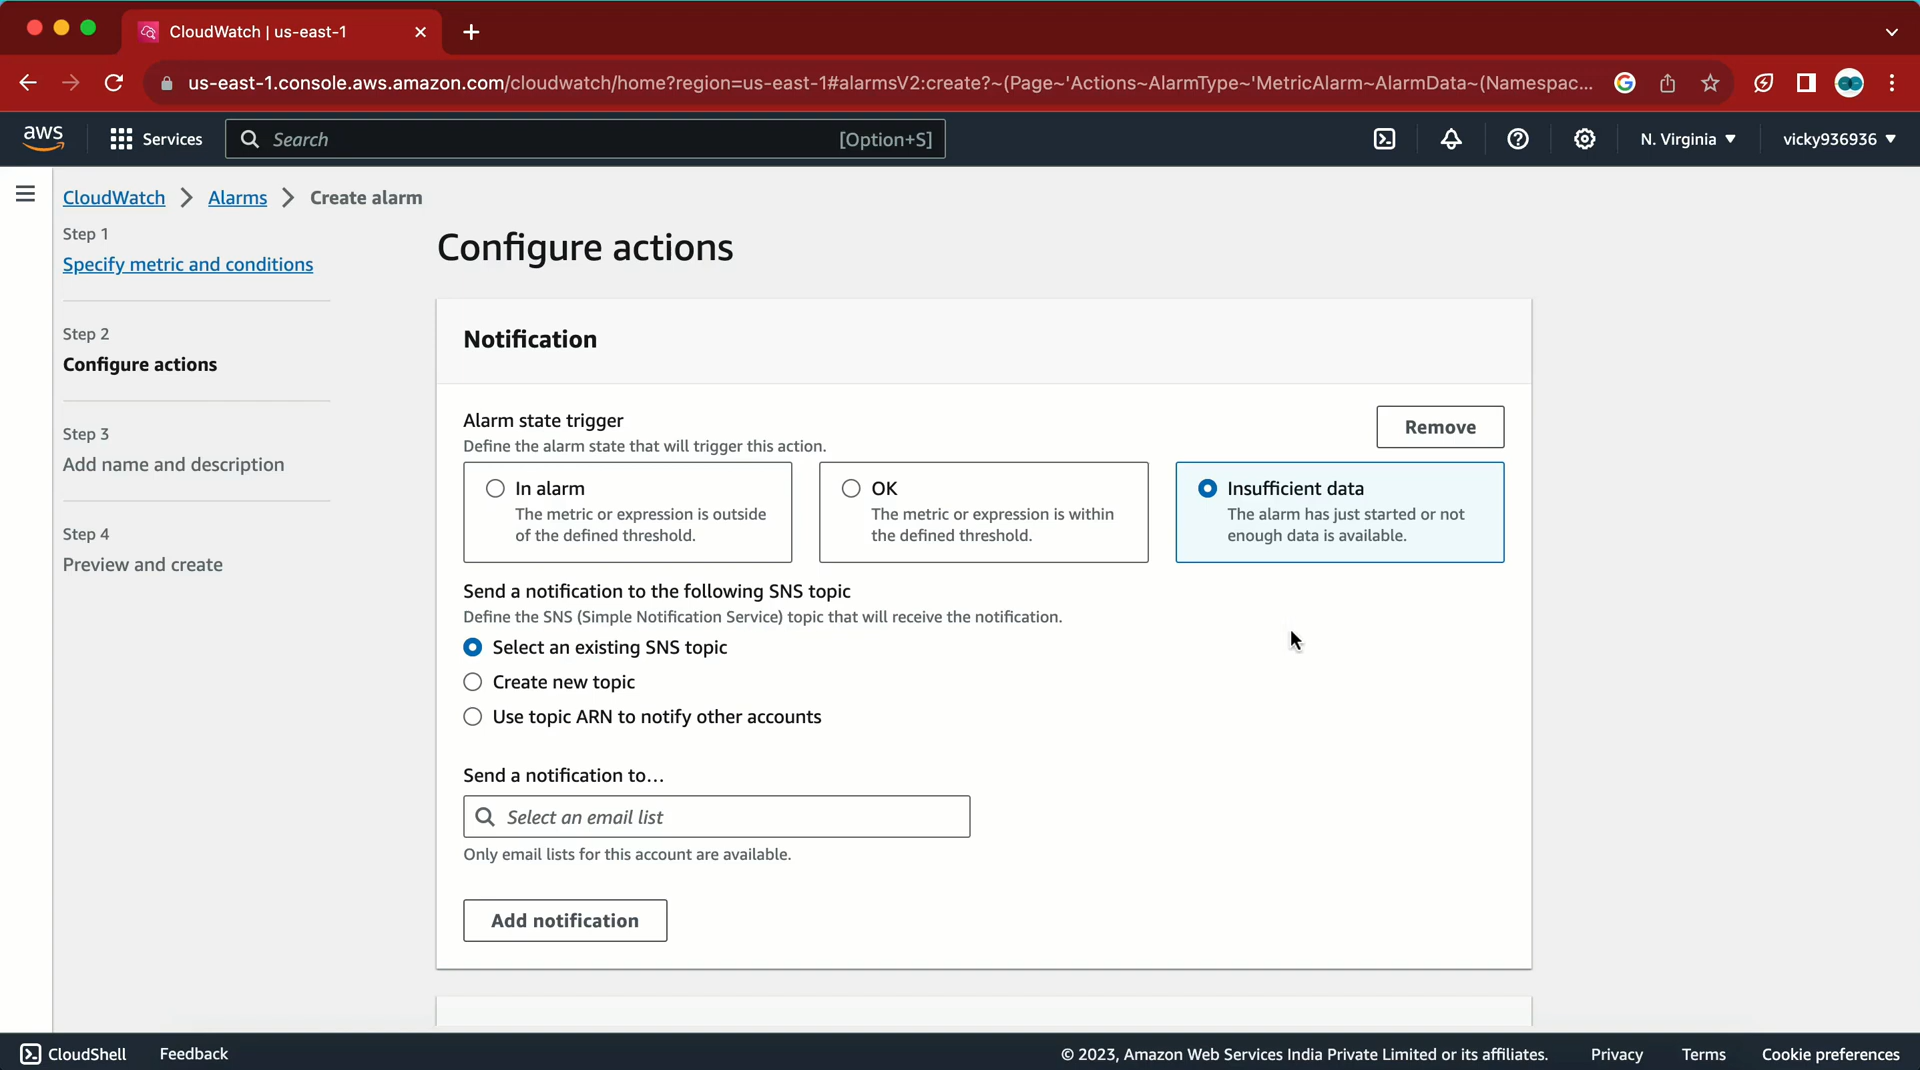 CloudWatch | us-east-1
us-east-1.console.aws.amazon.com/cloudwatch/home?region=us-east-1#alarmsV2:create?~(Page~'Actions~AlarmType~'MetricAlarm~AlarmData~(Namespac...
aws
Services
Search
[Option+S]
N. Virginia
vicky936936
CloudWatch
Alarms
Create alarm
Step 1
Specify metric and conditions
Step 2
Configure actions
Step 3
Add name and description
Step 4
Preview and create
Configure actions
Notification
Alarm state trigger
Define the alarm state that will trigger this action.
Remove
In alarm
The metric or expression is outside
of the defined threshold.
OK
The metric or expression is within
the defined threshold.
Insufficient data
The alarm has just started or not
enough data is available.
Send a notification to the following SNS topic
Define the SNS (Simple Notification Service) topic that will receive the notification.
Select an existing SNS topic
Create new topic
Use topic ARN to notify other accounts
Send a notification to...
Select an email list
Only email lists for this account are available.
Add notification
CloudShell
Feedback
© 2023, Amazon Web Services India Private Limited or its affiliates.
Privacy
Terms
Cookie preferences